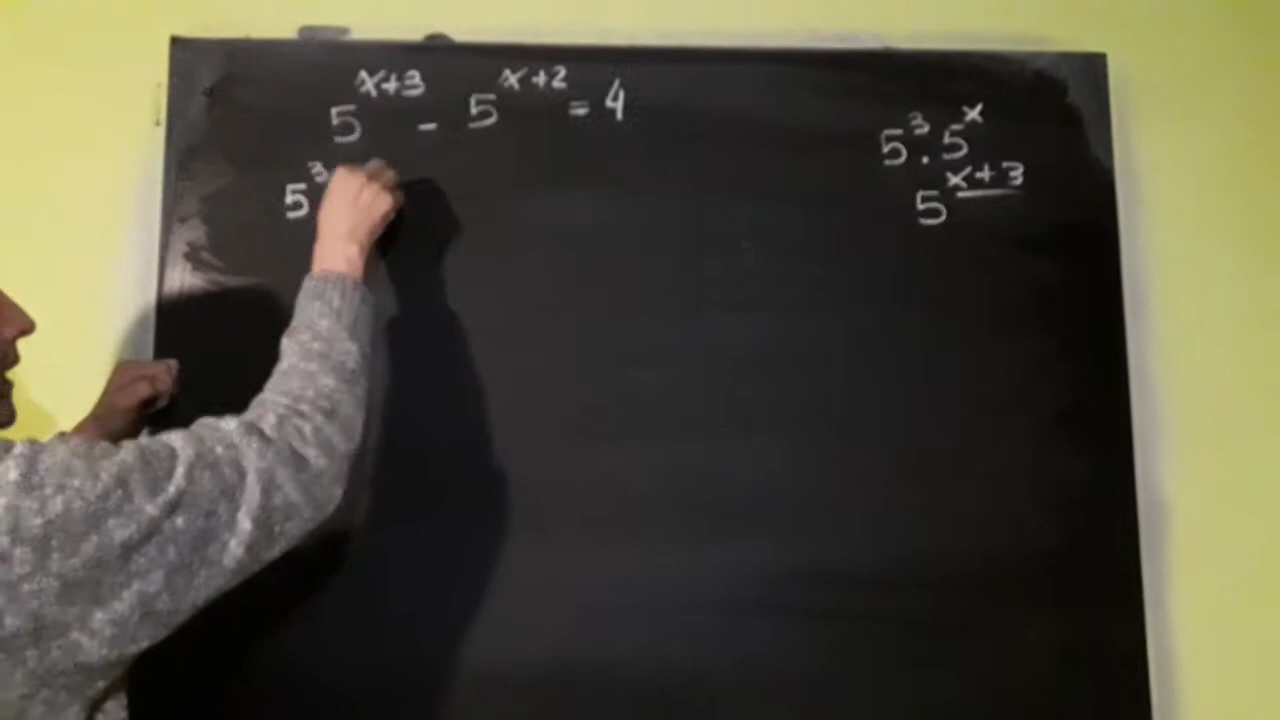 5^{x+3} - 5^{x+2} = 4
5^3
5^3 . 5^x
5^{x+3}